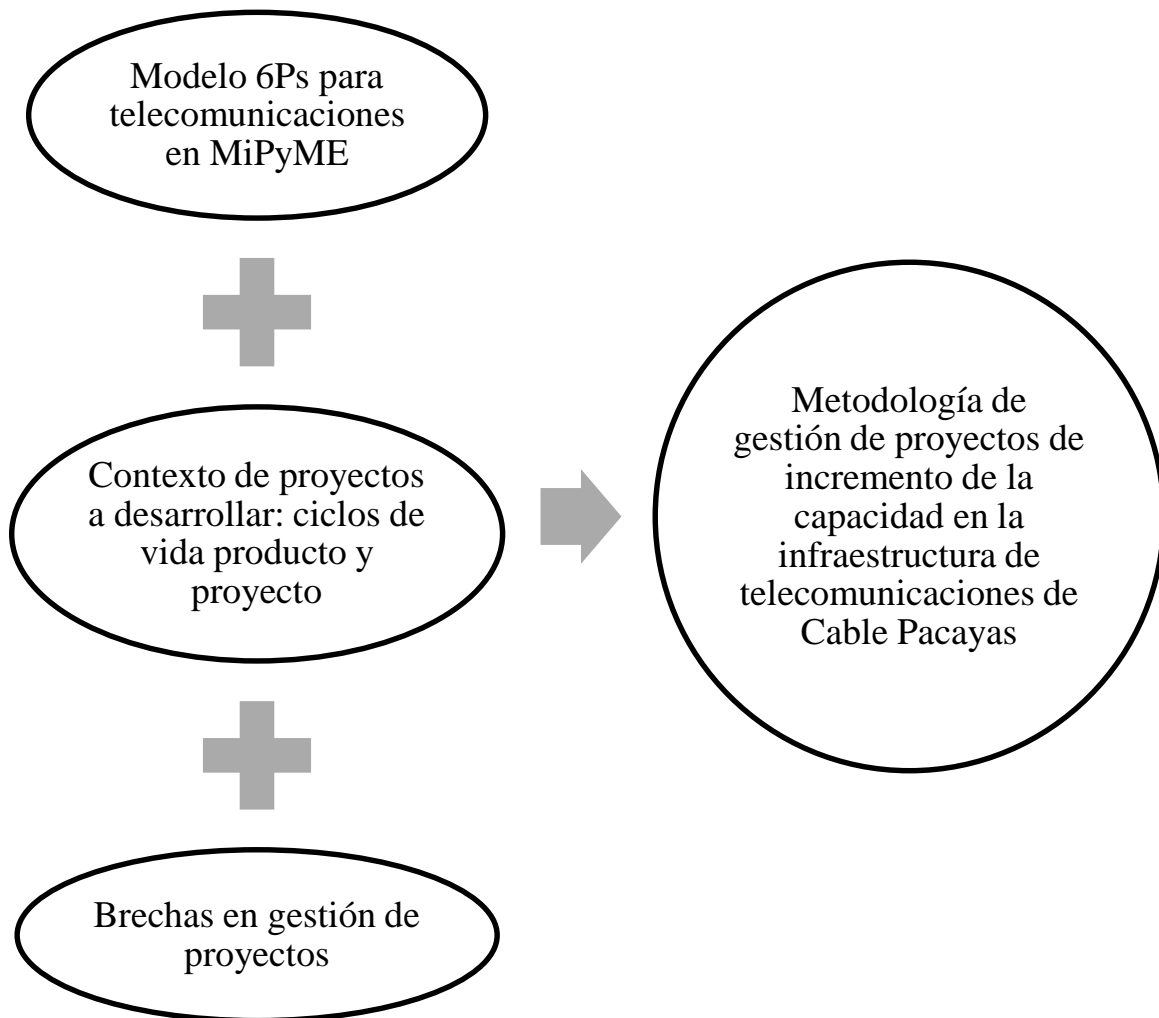 Modelo 6Ps para
telecomunicaciones
en MiPyME
Contexto de proyectos
a desarrollar: ciclos de
vida producto y
proyecto
Brechas en gestión de
proyectos
Metodología de
gestión de proyectos de
incremento de la
capacidad en la
infraestructura de
telecomunicaciones de
Cable Pacayas